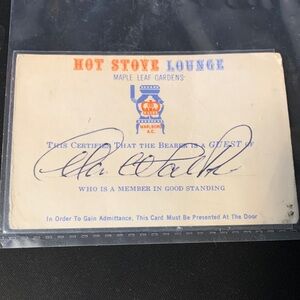 HOT STOVE LOUNGE
MAPLE LEAF GARDENS
MARLBORO
A.C.
THIS CERTIFIES THAT THE BEARER IS A GUEST OF
WHO IS A MEMBER IN GOOD STANDING
In Order To Gain Admittance, This Card Must Be Presented At The Door